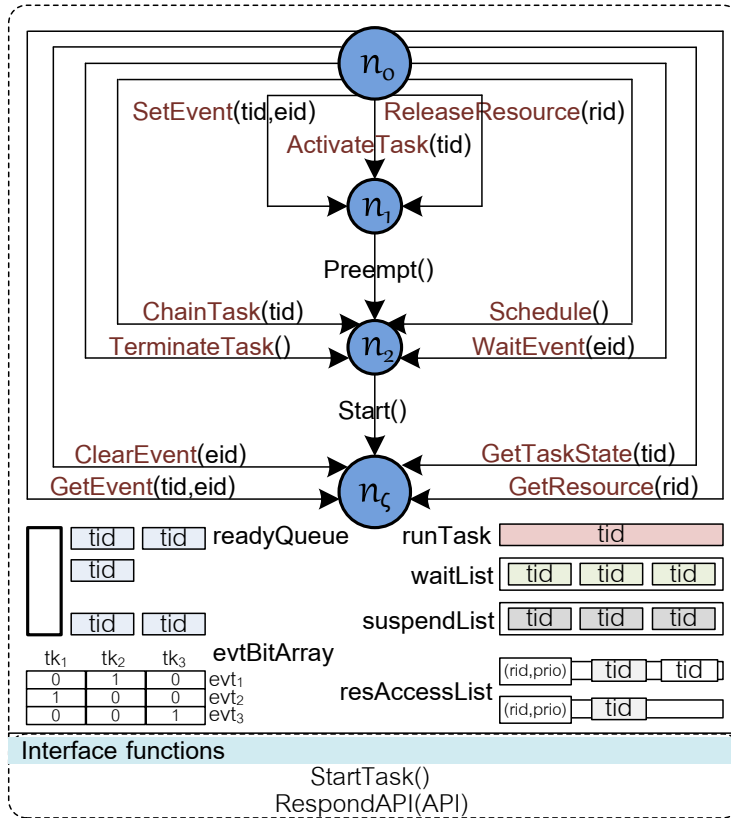 n₀
SetEvent(tid,eid) ReleaseResource(rid)
ActivateTask(tid)
n₁
Preempt()
ChainTask(tid) Schedule()
n₂
TerminateTask() WaitEvent(eid)
Start()
ClearEvent(eid) GetTaskState(tid)
GetEvent(tid,eid) GetResource(rid)
n_ζ
tid tid readyQueue runTask tid
tid waitList tid tid tid
tid tid suspendList tid tid tid
tk₁ tk₂ tk₃ evtBitArray
0 1 0 evt₁
1 0 0 evt₂
0 0 1 evt₃
resAccessList (rid,prio) tid tid
(rid,prio) tid
Interface functions
StartTask()
RespondAPI(API)